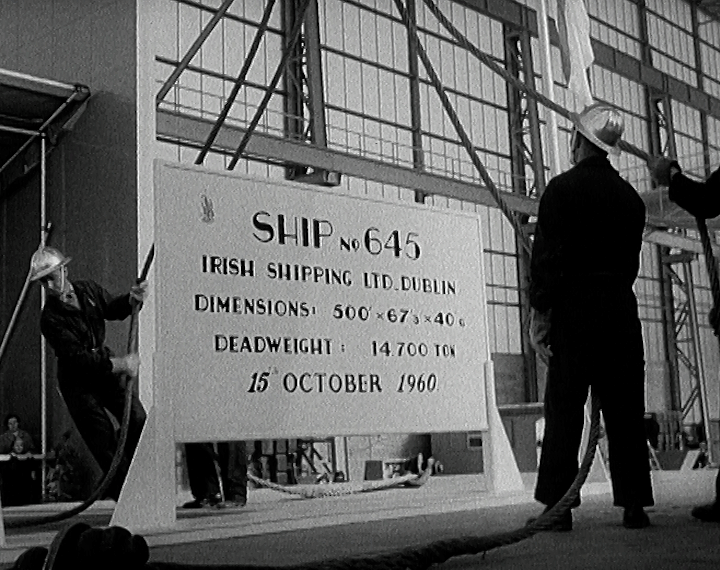 SHIP No 645
IRISH SHIPPING LTD. DUBLIN
DIMENSIONS: 500' × 67'3 × 40'6
DEADWEIGHT : 14.700 TON
15th OCTOBER 1960